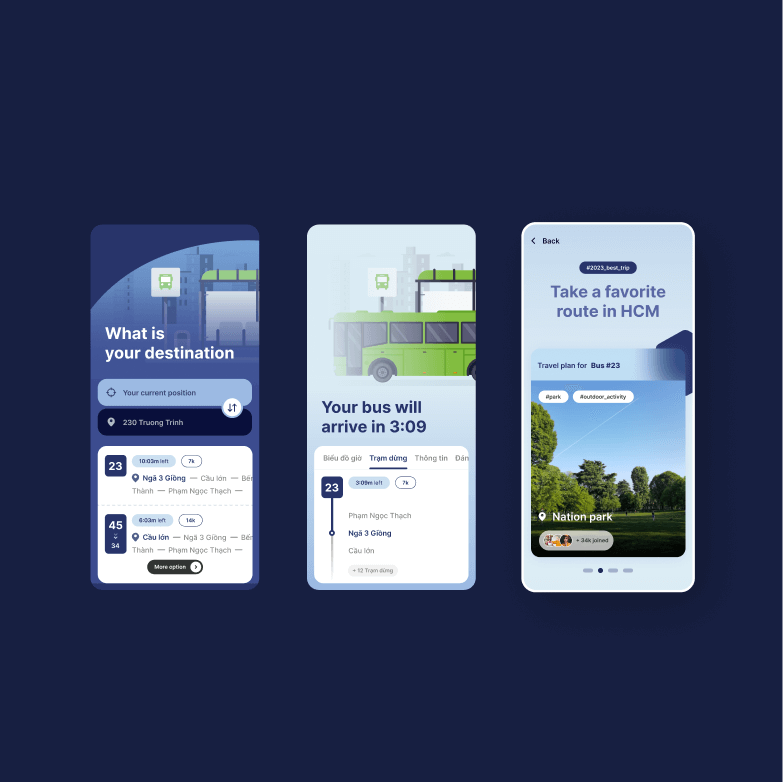 What is
your destination
Your current position
230 Truong Trinh
23
10:03m left
7k
Ngã 3 Giòng — Cầu lớn — Bến
Thành — Phạm Ngọc Thạch —
45
34
6:03m left
14k
Cầu lớn — Ngã 3 Giòng — Bến
Thành — Phạm Ngọc Thạch —
More option
Your bus will
arrive in 3:09
Biểu đồ giờ
Trạm dừng
Thông tin
Đán
23
3:09m left
7k
Phạm Ngọc Thạch
Ngã 3 Giòng
Cầu lớn
+ 12 Trạm dừng
Back
#2023_best_trip
Take a favorite
route in HCM
Travel plan for Bus #23
#park
#outdoor_activity
Nation park
+ 34k joined